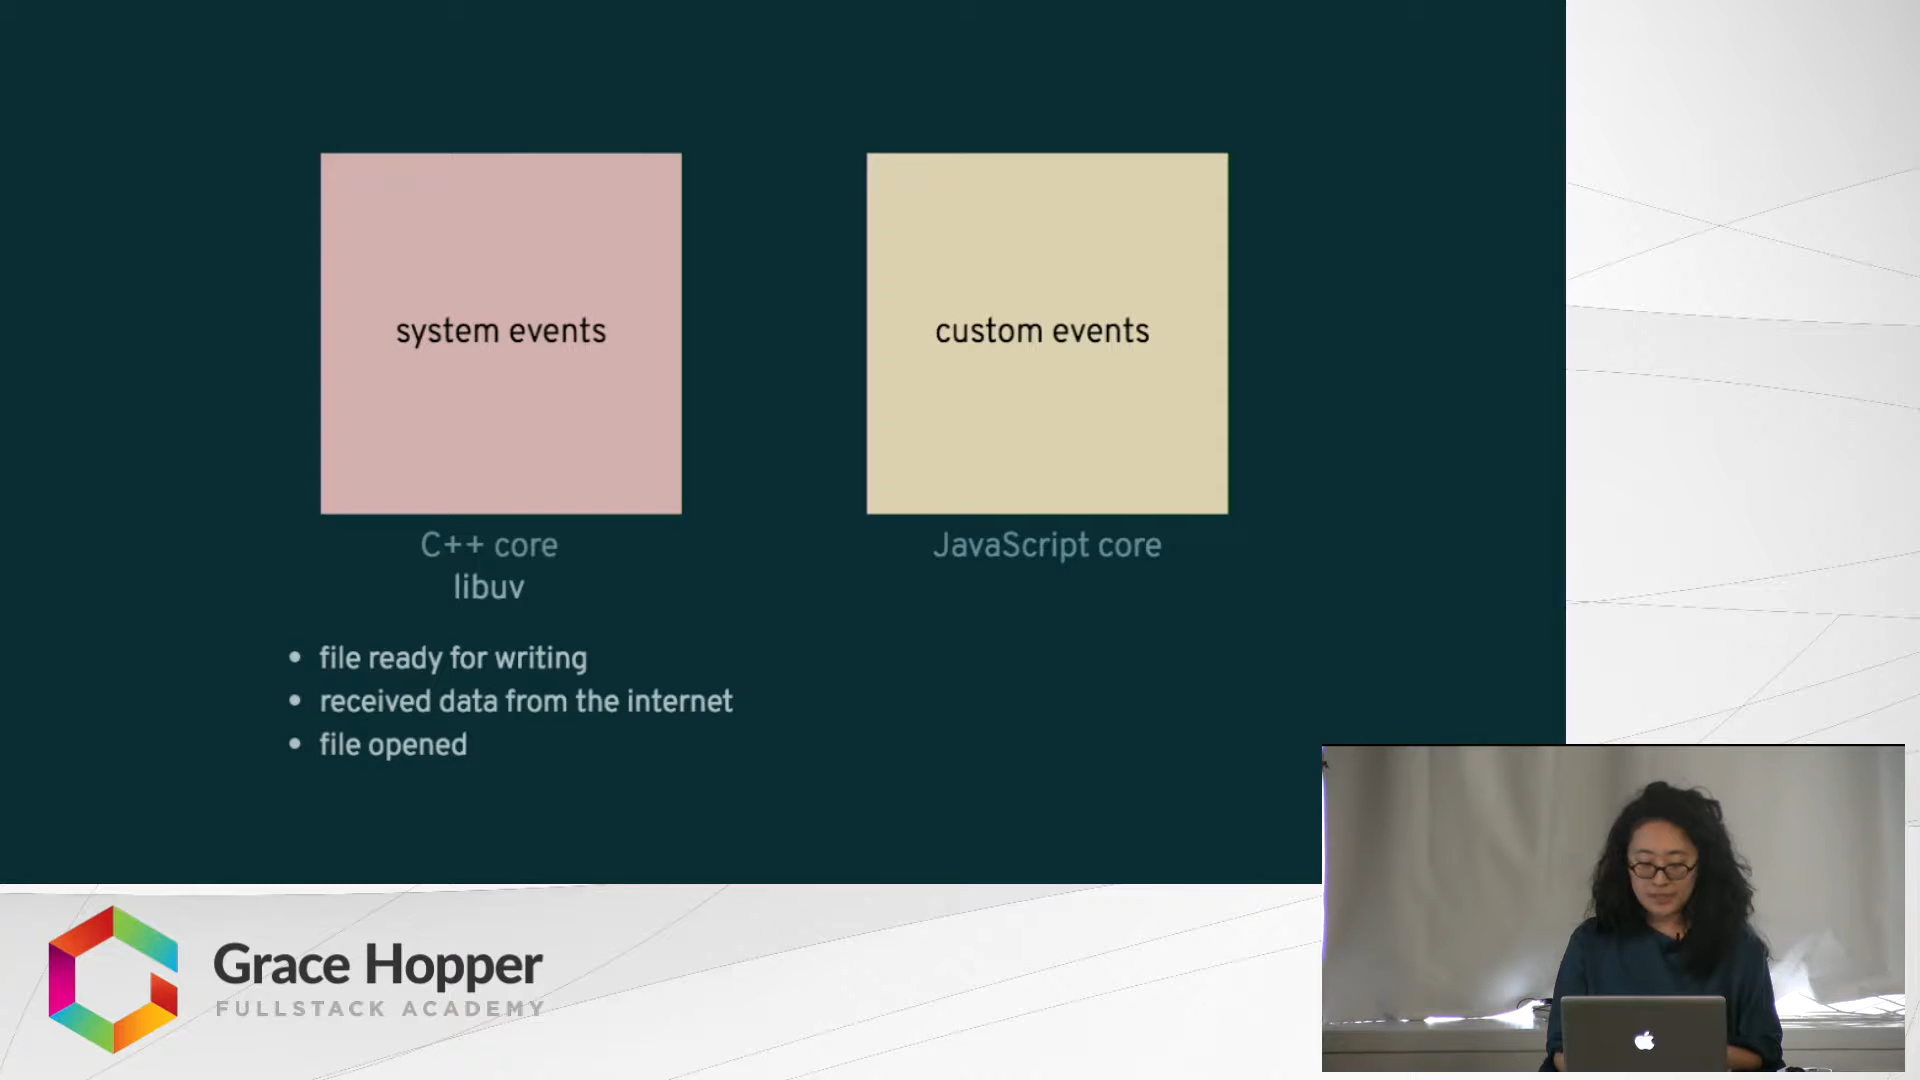 system events
custom events
C++ core
JavaScript core
libuv
• file ready for writing
• received data from the internet
• file opened
Grace Hopper
FULLSTACK ACADEMY